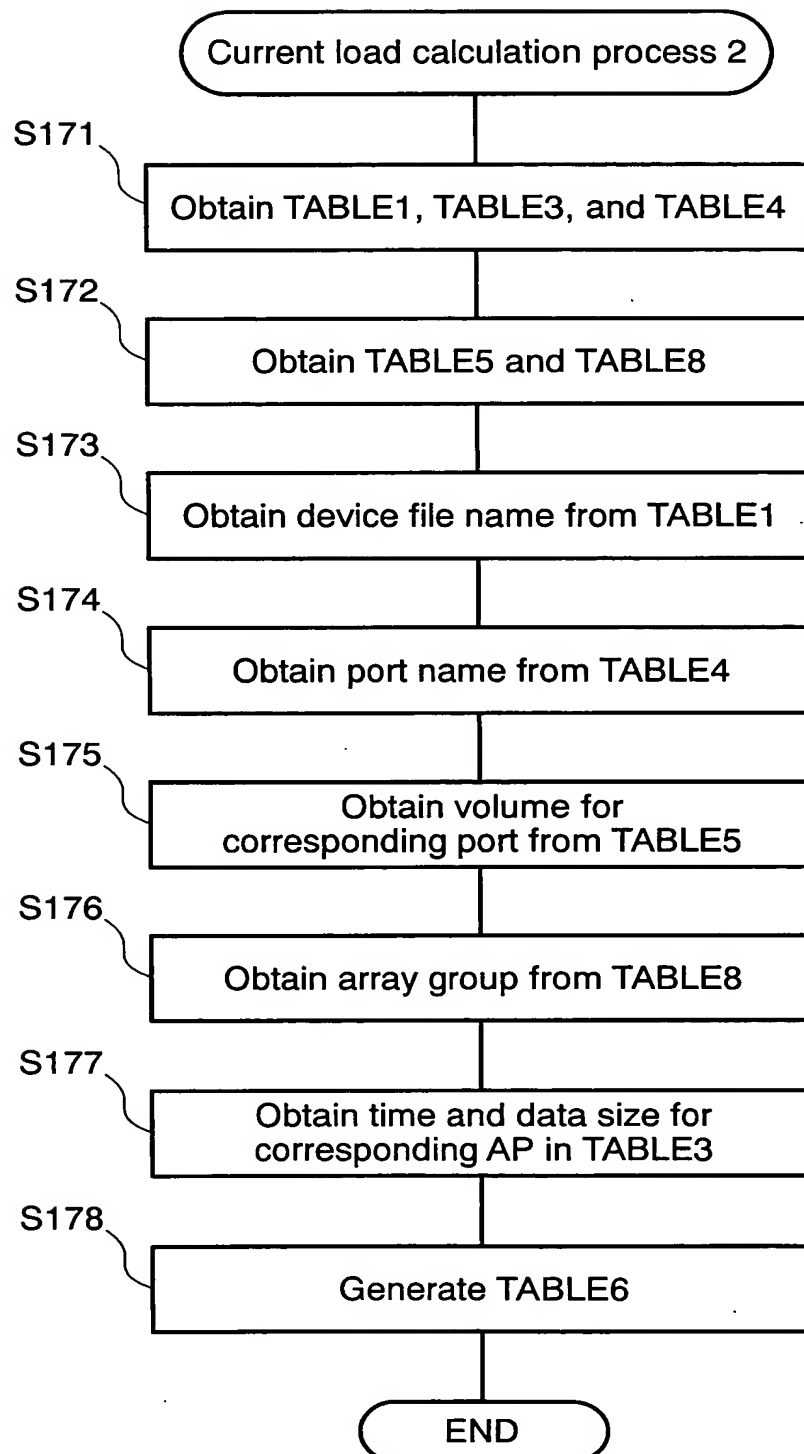 Current load calculation process 2
S171
Obtain TABLE1, TABLE3, and TABLE4
S172
Obtain TABLE5 and TABLE8
S173
Obtain device file name from TABLE1
S174
Obtain port name from TABLE4
S175
Obtain volume for
corresponding port from TABLE5
S176
Obtain array group from TABLE8
S177
Obtain time and data size for
corresponding AP in TABLE3
S178
Generate TABLE6
END